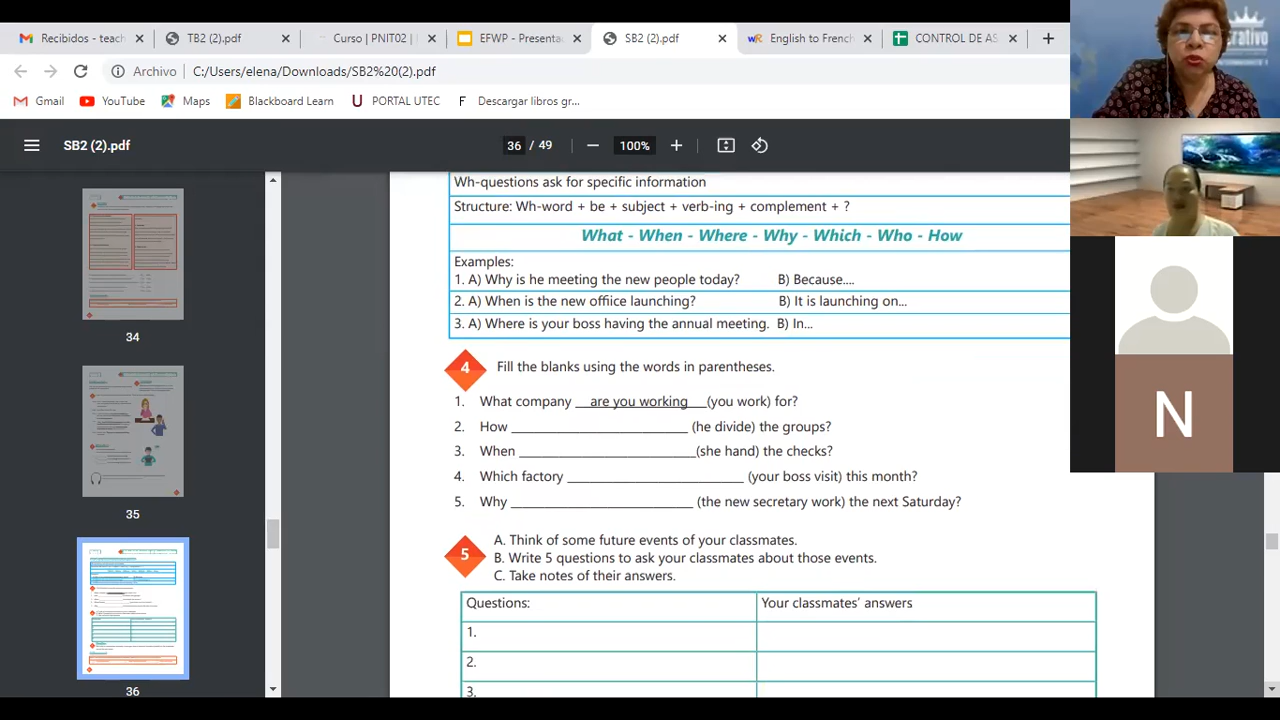 Recibidos - teach
TB2 (2).pdf
Curso | PNIT02 |
EFW - Presenta
SB2 (2).pdf
English to French
CONTROL DE AS
Archivo
C:/Users/elena/Downloads/SB2%20(2).pdf
Gmail
YouTube
Maps
Blackboard Learn
PORTAL UTEC
Descargar libros gr...
SB2 (2).pdf
36 / 49
100%
34
35
36
Wh-questions ask for specific information
Structure: Wh-word + be + subject + verb-ing + complement + ?
What - When - Where - Why - Which - Who - How
Examples:
1. A) Why is he meeting the new people today? B) Because....
2. A) When is the new office launching? B) It is launching on...
3. A) Where is your boss having the annual meeting. B) In...
4 Fill the blanks using the words in parentheses.
1. What company __are you working__(you work) for?
2. How ________________________ (he divide) the groups?
3. When ________________________(she hand) the checks?
4. Which factory ________________________ (your boss visit) this month?
5. Why _________________________ (the new secretary work) the next Saturday?
5 A. Think of some future events of your classmates.
B. Write 5 questions to ask your classmates about those events.
C. Take notes of their answers.
Questions: Your classmates' answers
1.
2.
3.
rativo
N